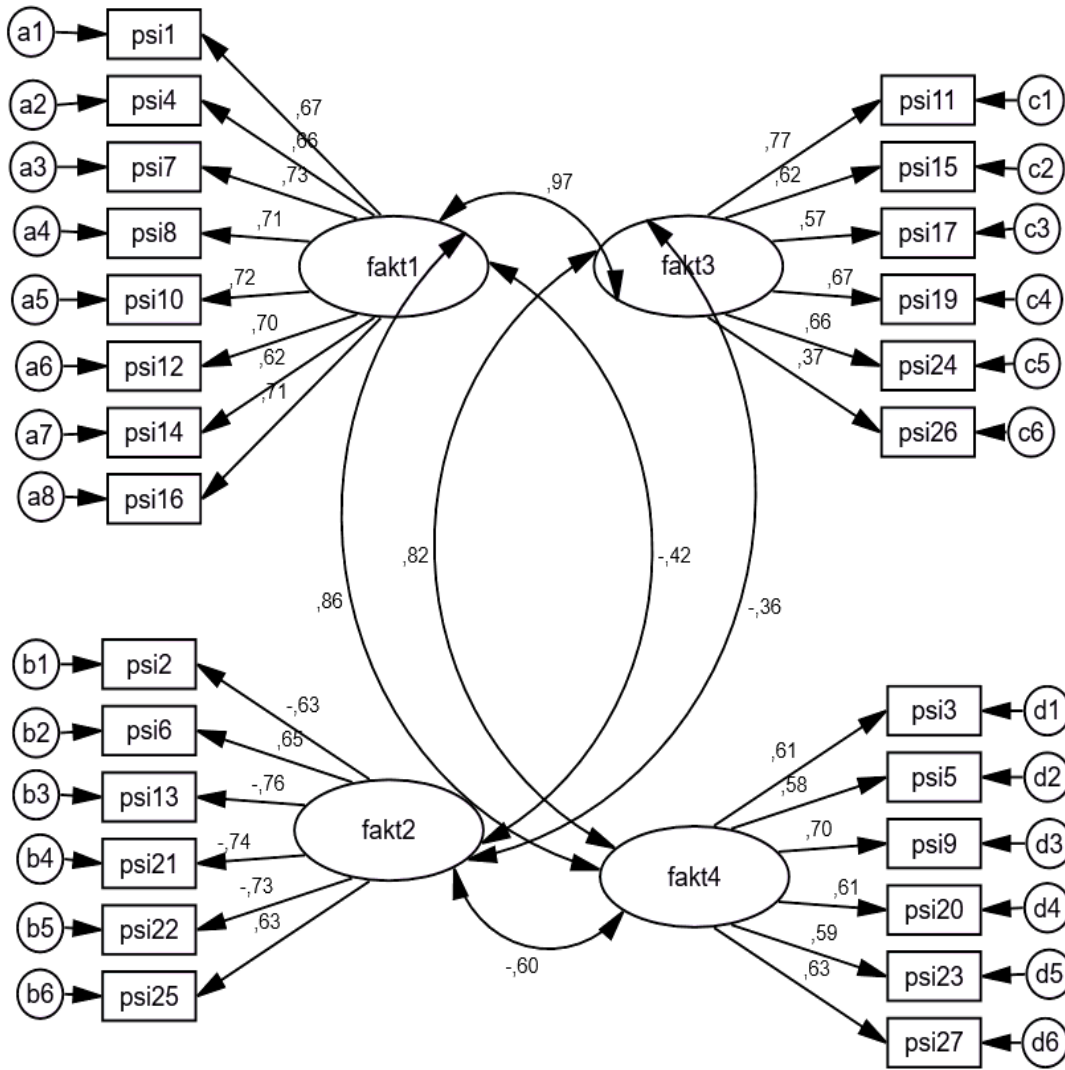 a1
psi1
a2
psi4
a3
psi7
a4
psi8
a5
psi10
a6
psi12
a7
psi14
a8
psi16
,67
,66
,73
,71
,72
,70
,62
,71
fakt1
,97
fakt3
psi11
c1
psi15
c2
psi17
c3
psi19
c4
psi24
c5
psi26
c6
,77
,62
,57
,67
,66
,37
,86
,82
-,42
-,36
b1
psi2
b2
psi6
b3
psi13
b4
psi21
b5
psi22
b6
psi25
-,63
,65
-,76
-,74
-,73
,63
fakt2
-,60
fakt4
,61
,58
,70
,61
,59
,63
psi3
d1
psi5
d2
psi9
d3
psi20
d4
psi23
d5
psi27
d6